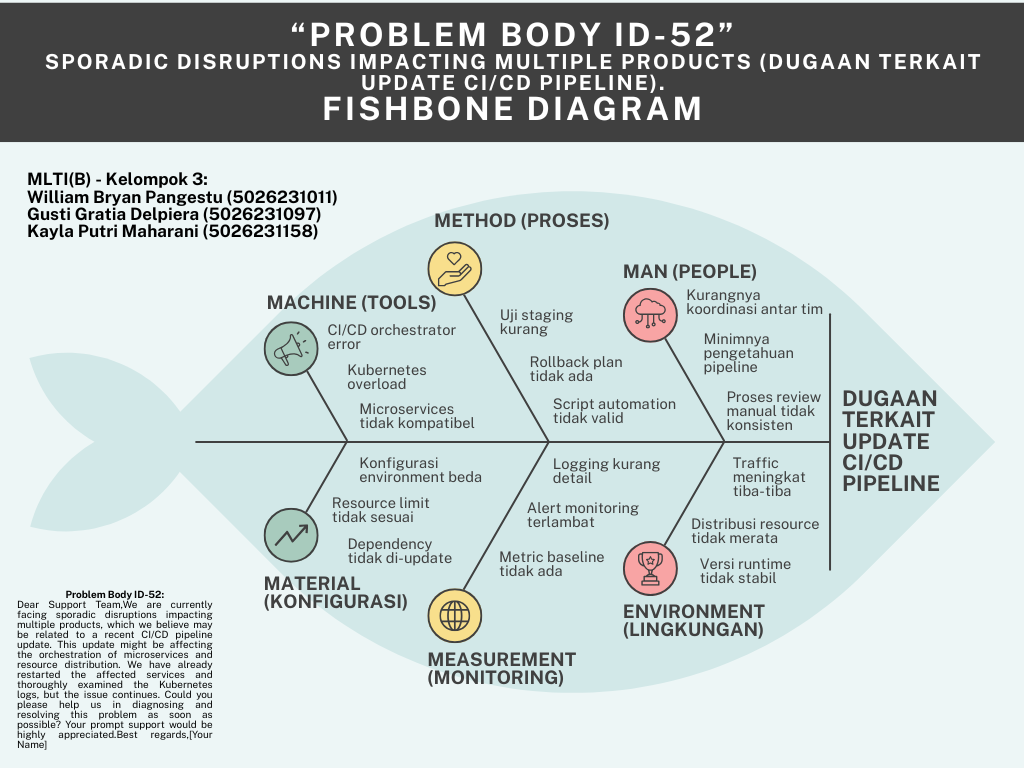 “PROBLEM BODY ID-52”
SPORADIC DISRUPTIONS IMPACTING MULTIPLE PRODUCTS (DUGAAN TERKAIT
UPDATE CI/CD PIPELINE).
FISHBONE DIAGRAM
MLTI(B) - Kelompok 3:
William Bryan Pangestu (5026231011)
Gusti Gratia Delpiera (5026231097)
Kayla Putri Maharani (5026231158)
METHOD (PROSES)
MAN (PEOPLE)
MACHINE (TOOLS)
CI/CD orchestrator
error
Kubernetes
overload
Microservices
tidak kompatibel
Uji staging
kurang
Rollback plan
tidak ada
Script automation
tidak valid
Kurangnya
koordinasi antar tim
Minimnya
pengetahuan
pipeline
Proses review
manual tidak
konsisten
DUGAAN
TERKAIT
UPDATE
CI/CD
PIPELINE
Konfigurasi
environment beda
Resource limit
tidak sesuai
Dependency
tidak di-update
MATERIAL
(KONFIGURASI)
Logging kurang
detail
Alert monitoring
terlambat
Metric baseline
tidak ada
MEASUREMENT
(MONITORING)
Traffic
meningkat
tiba-tiba
Distribusi resource
tidak merata
Versi runtime
tidak stabil
ENVIRONMENT
(LINGKUNGAN)
Problem Body ID-52:
Dear Support Team,We are currently
facing sporadic disruptions impacting
multiple products, which we believe may
be related to a recent CI/CD pipeline
update. This update might be affecting
the orchestration of microservices and
resource distribution. We have already
restarted the affected services and
thoroughly examined the Kubernetes
logs, but the issue continues. Could you
please help us in diagnosing and
resolving this problem as soon as
possible? Your prompt support would be
highly appreciated.Best regards,[Your
Name]